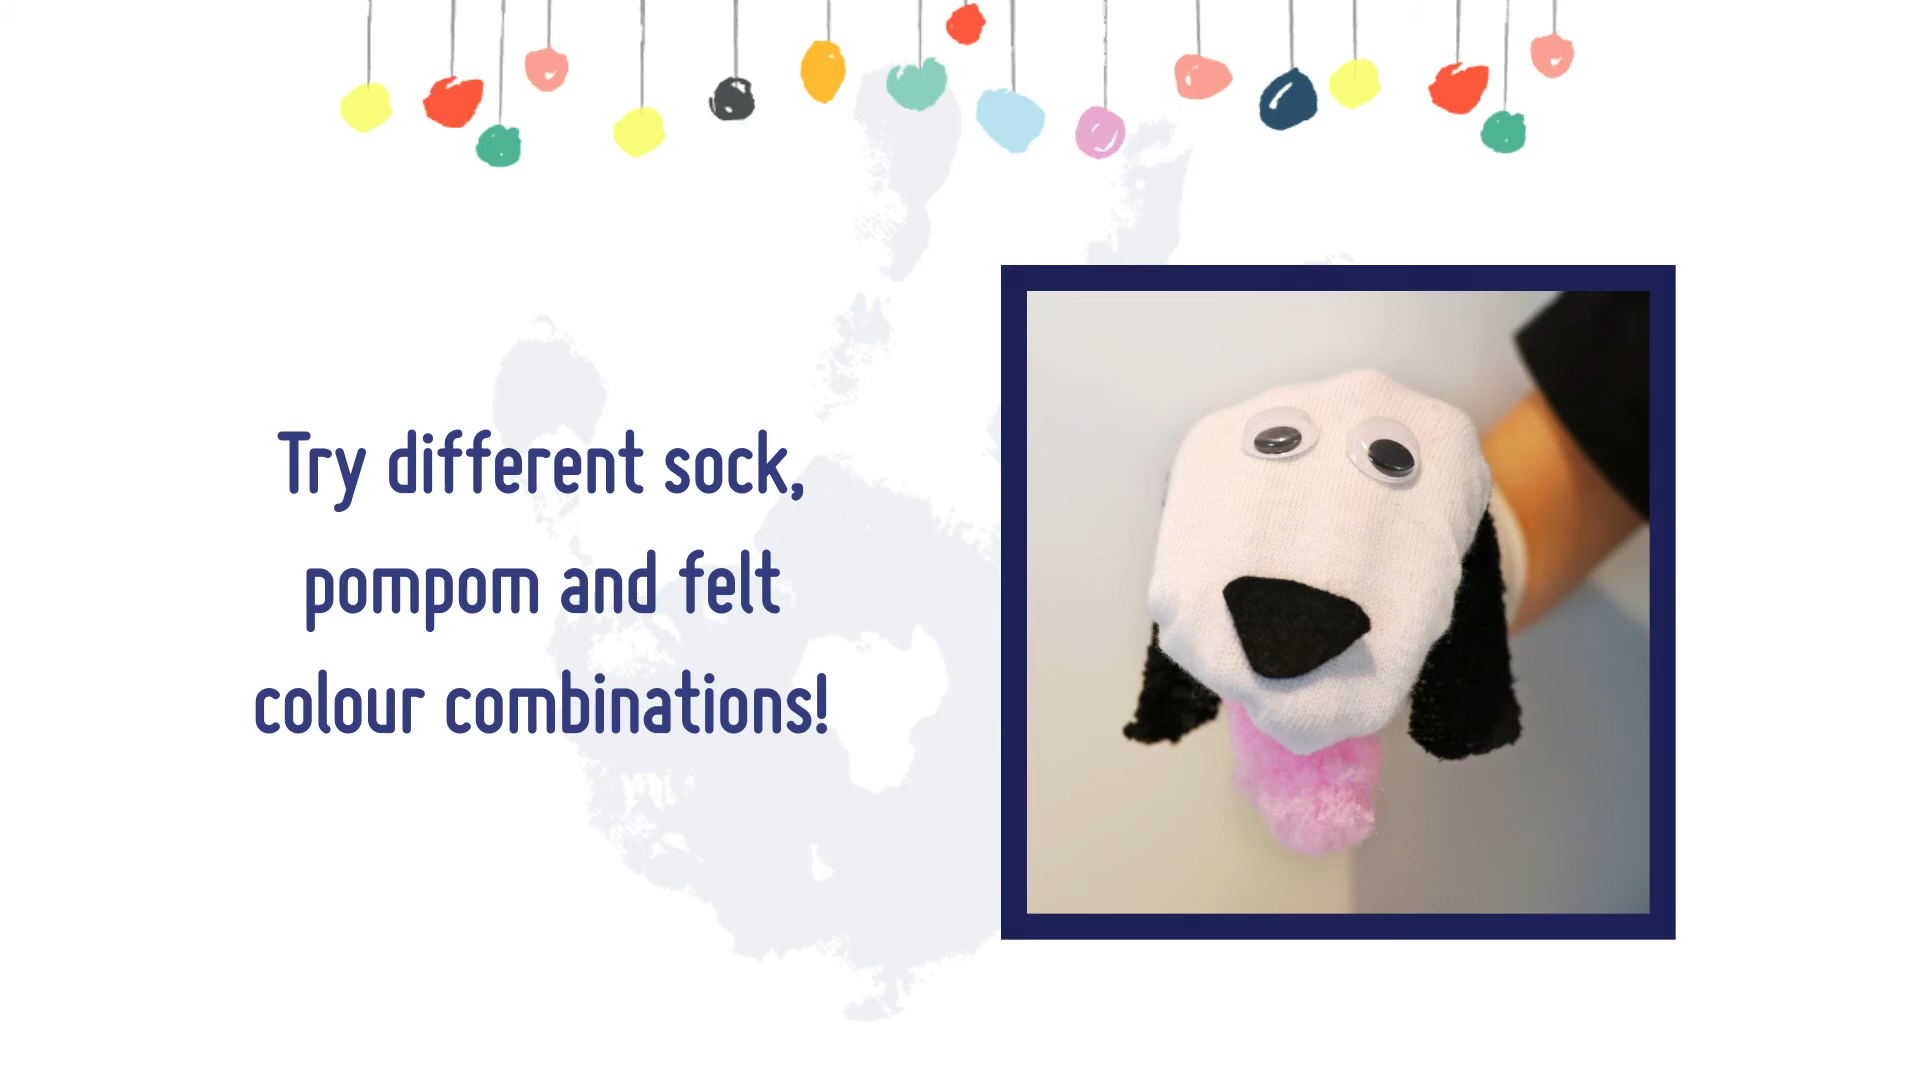 Try different sock,
pompom and felt
colour combinations!